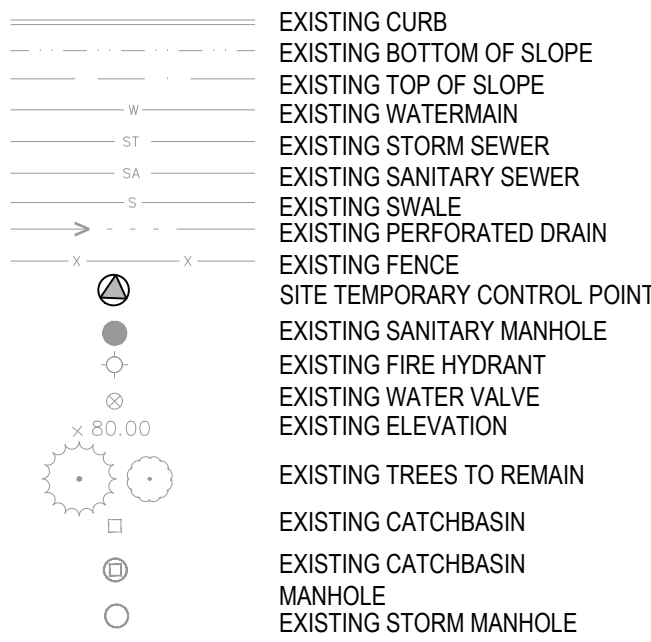 EXISTING CURB
EXISTING BOTTOM OF SLOPE
EXISTING TOP OF SLOPE
W EXISTING WATERMAIN
ST EXISTING STORM SEWER
SA EXISTING SANITARY SEWER
S EXISTING SWALE
> EXISTING PERFORATED DRAIN
X X EXISTING FENCE
SITE TEMPORARY CONTROL POINT
EXISTING SANITARY MANHOLE
EXISTING FIRE HYDRANT
EXISTING WATER VALVE
× 80.00 EXISTING ELEVATION
EXISTING TREES TO REMAIN
EXISTING CATCHBASIN
EXISTING CATCHBASIN
MANHOLE
EXISTING STORM MANHOLE